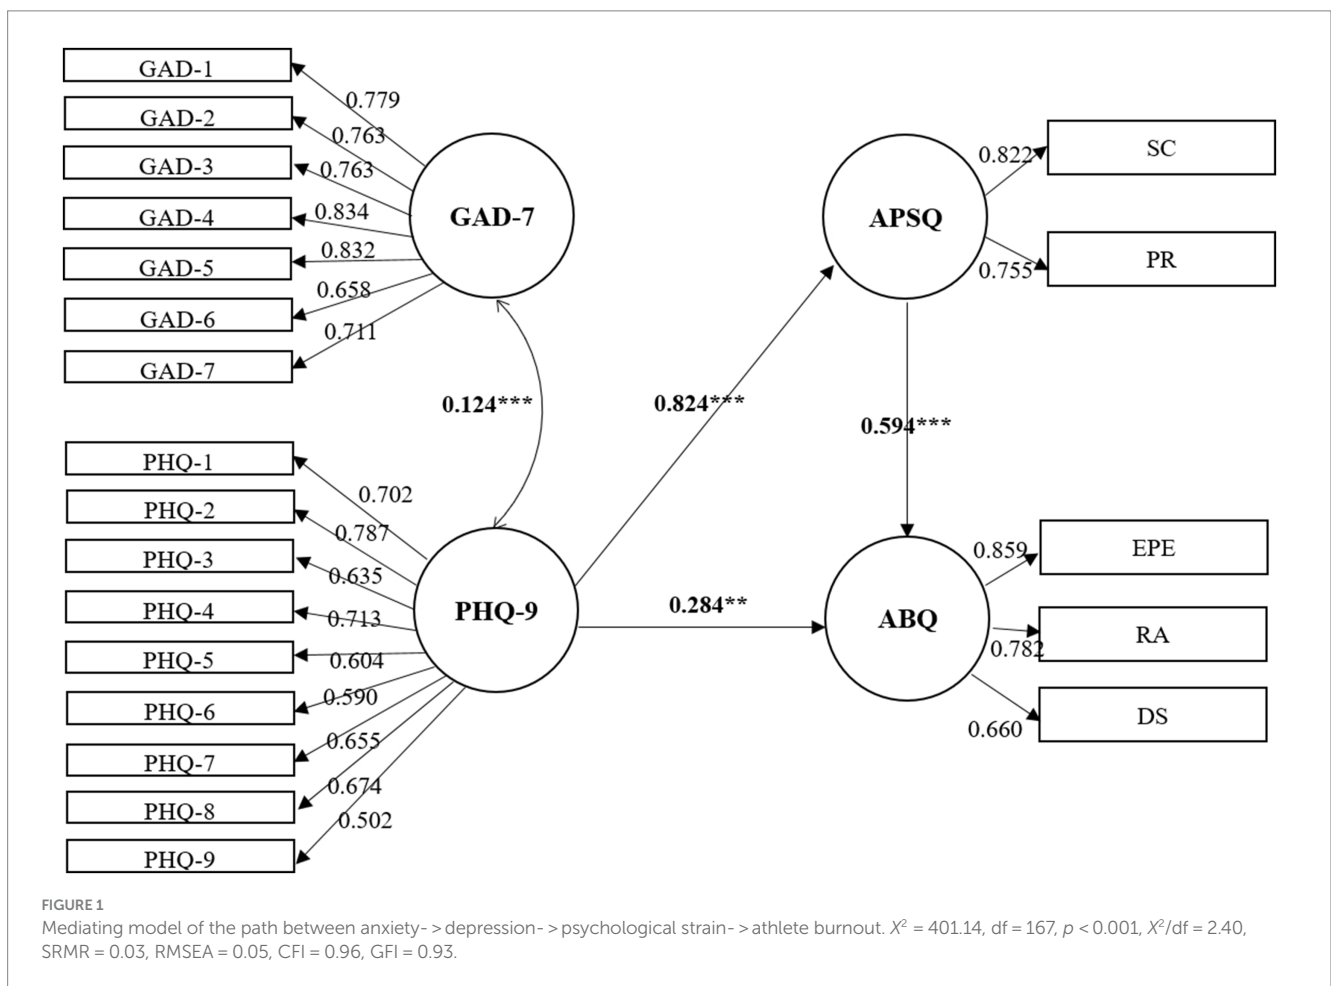 GAD-1
GAD-2
GAD-3
GAD-4
GAD-5
GAD-6
GAD-7
0.779
0.763
0.763
0.834
0.832
0.658
0.711
GAD-7
0.124***
PHQ-1
PHQ-2
PHQ-3
PHQ-4
PHQ-5
PHQ-6
PHQ-7
PHQ-8
PHQ-9
0.702
0.787
0.635
0.713
0.604
0.590
0.655
0.674
0.502
PHQ-9
0.824***
0.284**
APSQ
0.822
0.755
SC
PR
0.594***
ABQ
0.859
0.782
0.660
EPE
RA
DS
FIGURE 1
Mediating model of the path between anxiety- > depression- > psychological strain- > athlete burnout. X² = 401.14, df = 167, p < 0.001, X²/df = 2.40,
SRMR = 0.03, RMSEA = 0.05, CFI = 0.96, GFI = 0.93.